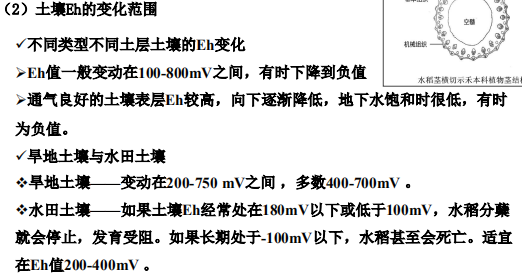 （2）土壤Eh的变化范围
✓不同类型不同土层土壤的Eh变化
➢Eh值一般变动在100-800mV之间，有时下降到负值
➢通气良好的土壤表层Eh较高，向下逐渐降低，地下水饱和时很低，有时
为负值。
✓旱地土壤与水田土壤
❖旱地土壤——变动在200-750 mV之间 ，多数400-700mV 。
❖水田土壤——如果土壤Eh经常处在180mV以下或低于100mV，水稻分蘖
就会停止，发育受阻。如果长期处于-100mV以下，水稻甚至会死亡。适宜
在Eh值200-400mV 。
空髓
机械组织
水稻茎横切示禾本科植物茎结